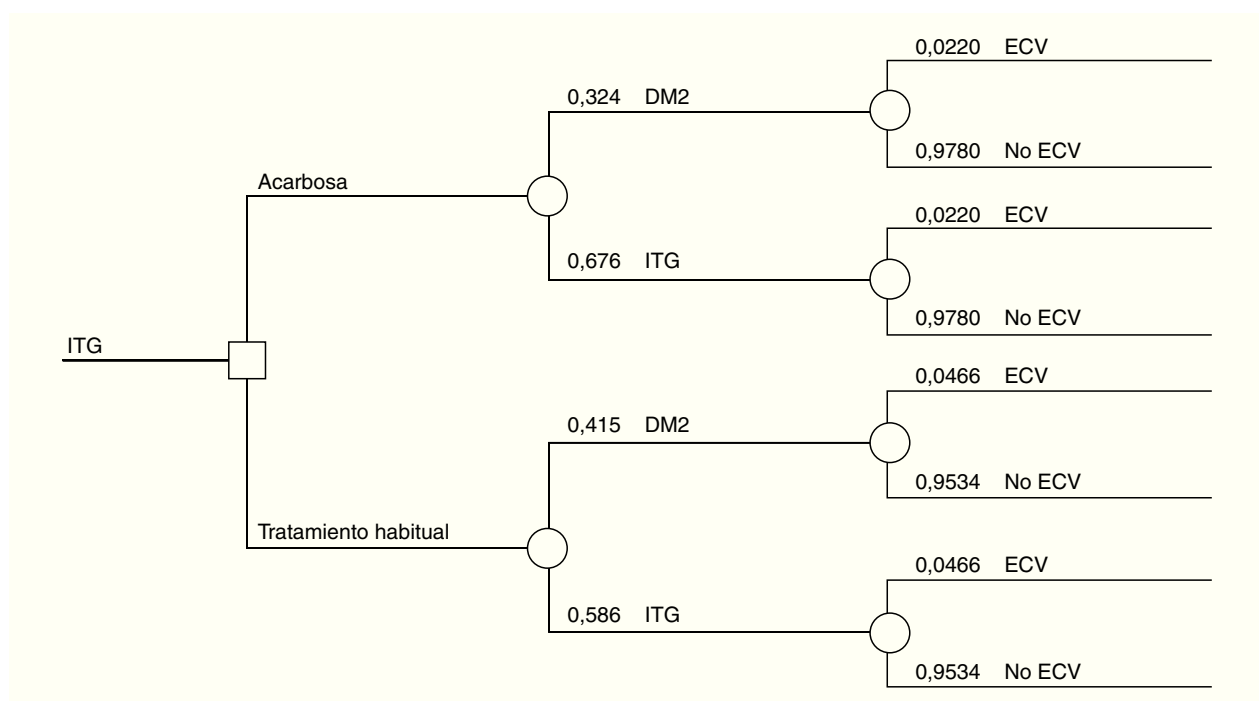 0,0220 ECV
0,324 DM2
0,9780 No ECV
Acarbosa
0,0220 ECV
0,676 ITG
0,9780 No ECV
ITG
0,0466 ECV
0,415 DM2
0,9534 No ECV
Tratamiento habitual
0,0466 ECV
0,586 ITG
0,9534 No ECV